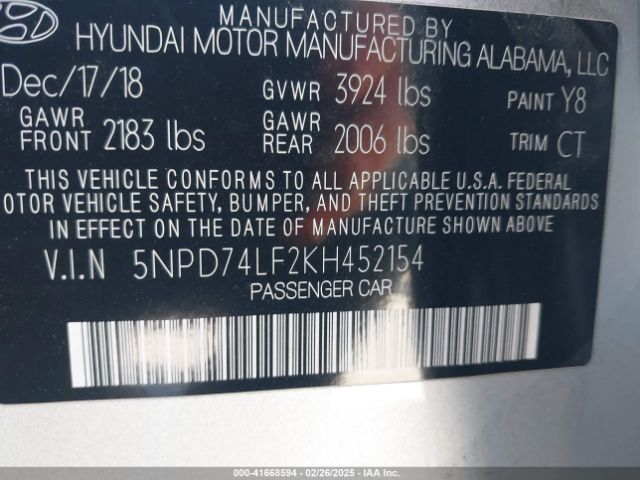 MANUFACTURED BY
HYUNDAI MOTOR MANUFACTURING ALABAMA, LLC
Dec/17/18 GVWR 3924 lbs PAINT Y8
GAWR FRONT 2183 lbs GAWR REAR 2006 lbs TRIM CT
THIS VEHICLE CONFORMS TO ALL APPLICABLE U.S.A. FEDERAL
OTOR VEHICLE SAFETY, BUMPER, AND THEFT PREVENTION STANDARDS
IN EFFECT ON THE DATE OF MANUFACTURE SHOWN ABOVE
V.I.N 5NPD74LF2KH452154
PASSENGER CAR
000-41668594 | 02/26/2025 | IAA Inc.